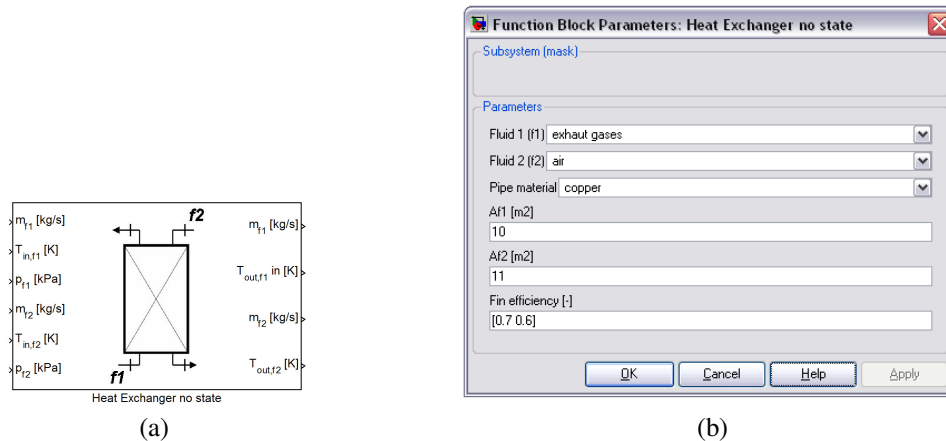 m_f1 [kg/s]
T_in,f1 [K]
p_f1 [kPa]
m_f2 [kg/s]
T_in,f2 [K]
p_f2 [kPa]
f2
f1
m_f1 [kg/s]
T_out,f1 in [K]
m_f2 [kg/s]
T_out,f2 [K]
Heat Exchanger no state
(a)
Function Block Parameters: Heat Exchanger no state
Subsystem (mask)
Parameters
Fluid 1 (f1) exhaut gases
Fluid 2 (f2) air
Pipe material copper
Af1 [m2]
10
Af2 [m2]
11
Fin efficiency [-]
[0.7 0.6]
OK Cancel Help Apply
(b)